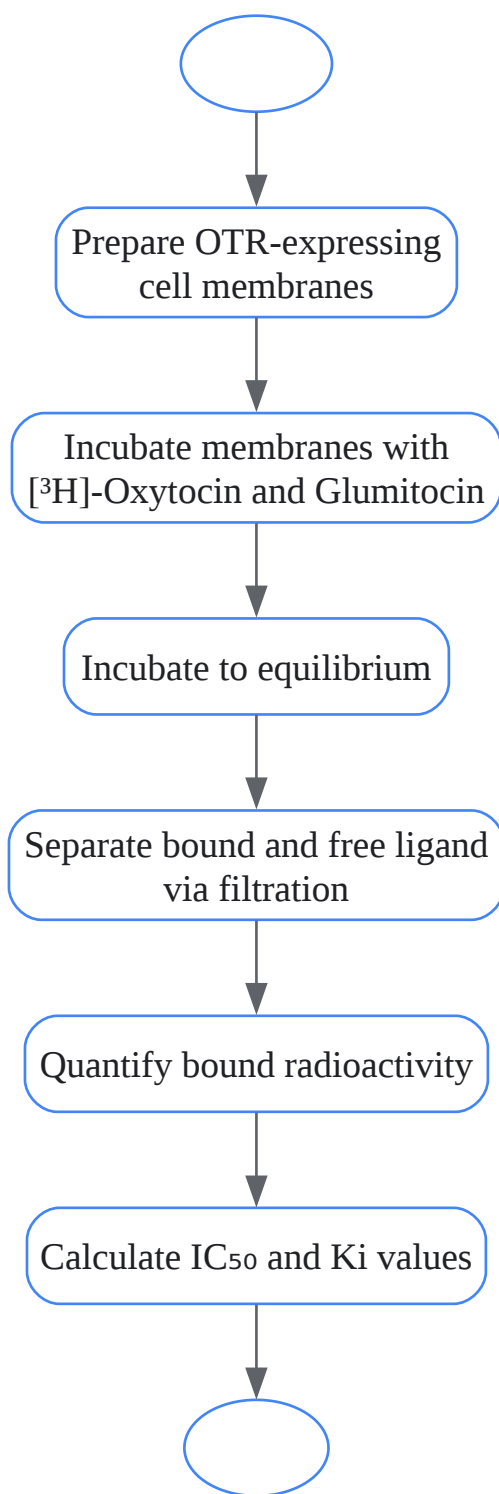 Prepare OTR-expressing
cell membranes
Incubate membranes with
[³H]-Oxytocin and Glumitocin
Incubate to equilibrium
Separate bound and free ligand
via filtration
Quantify bound radioactivity
Calculate IC₅₀ and Ki values